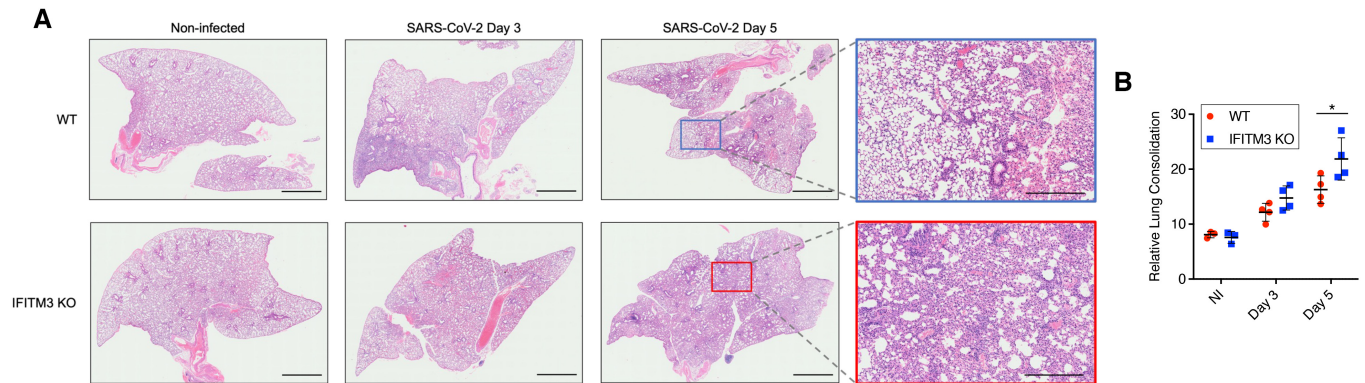 A
Non-infected
SARS-CoV-2 Day 3
SARS-CoV-2 Day 5
WT
IFITM3 KO
B
Relative Lung Consolidation
30
20
10
0
WT
IFITM3 KO
*
NI
Day 3
Day 5